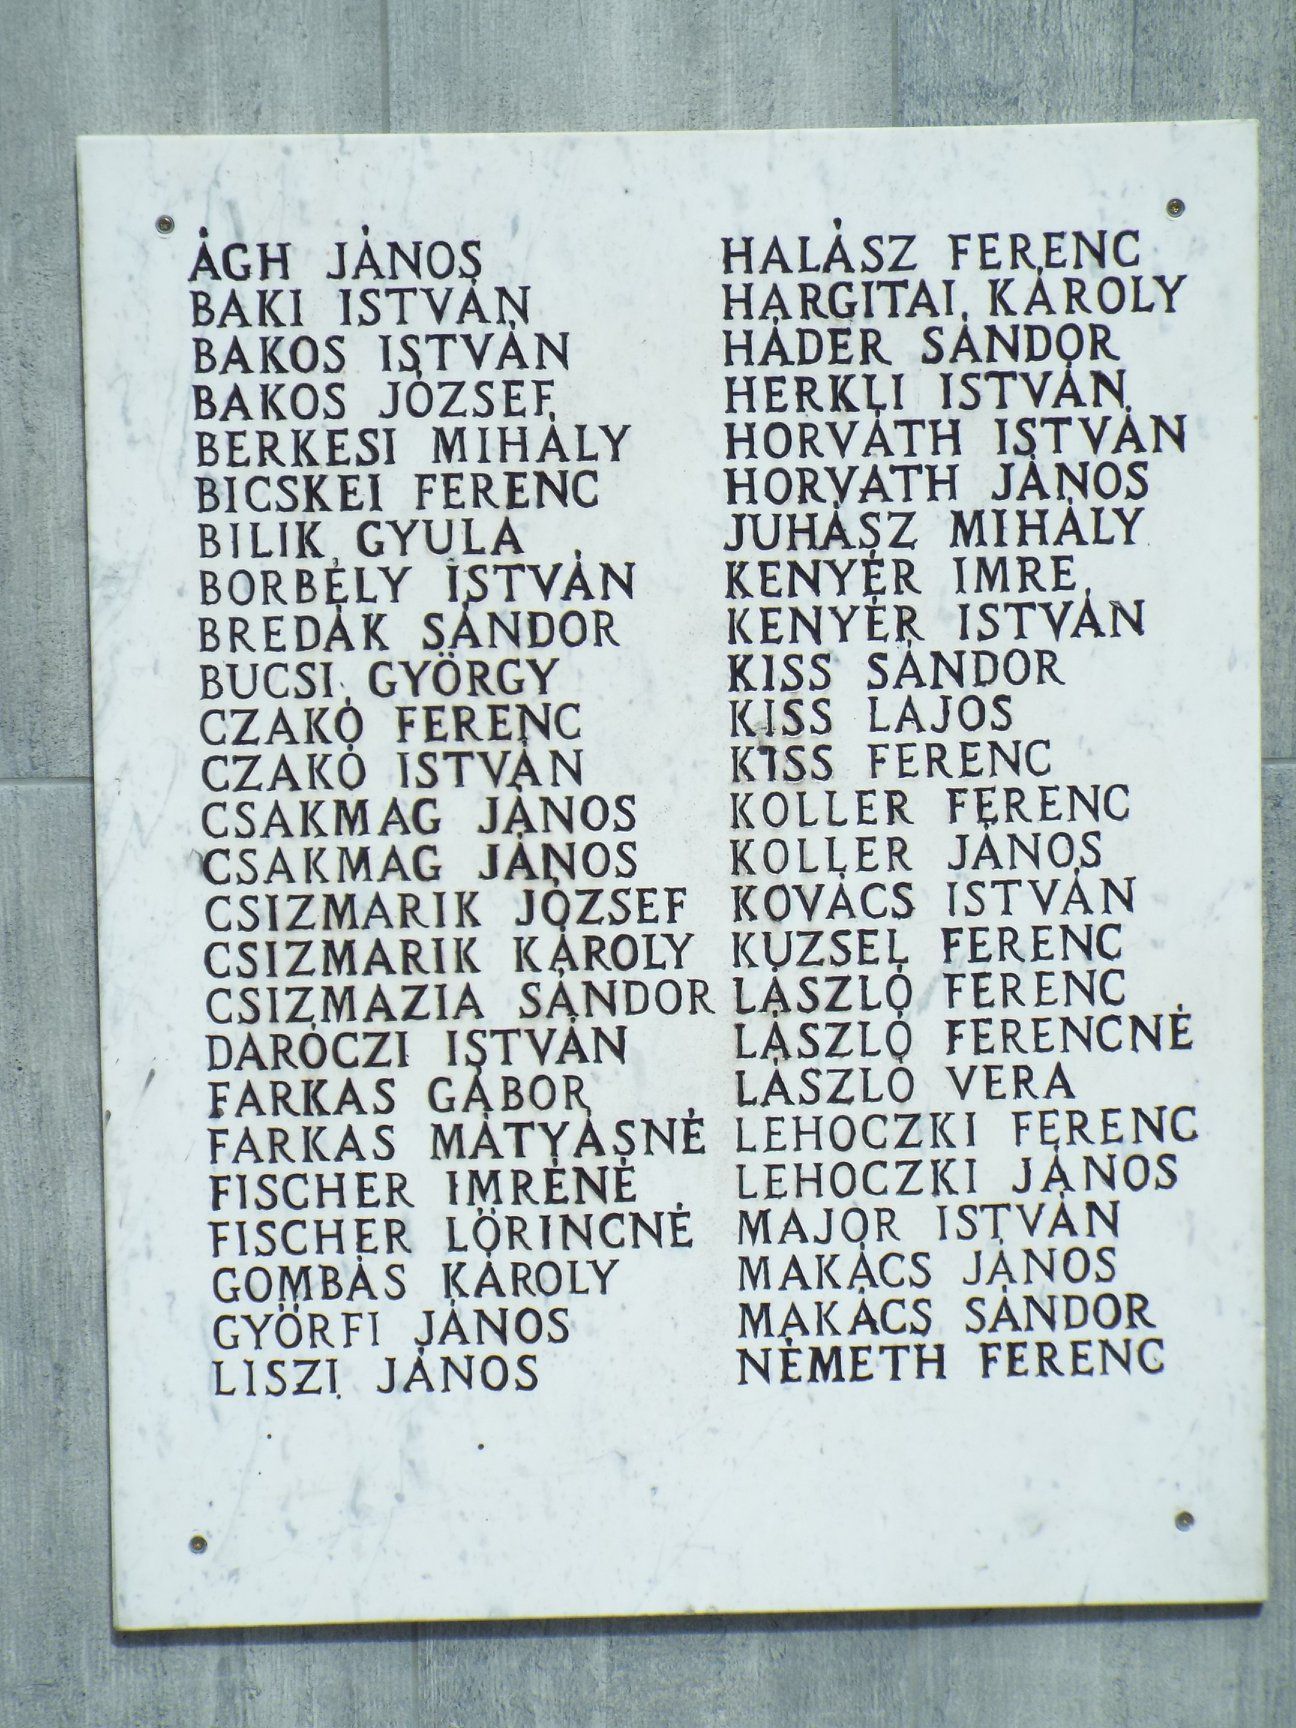 ÁGH JÁNOS
BAKI ISTVÁN
BAKOS ISTVÁN
BAKOS JÓZSEF
BERKESI MIHÁLY
BICSKEI FERENC
BILIK GYULA
BORBÉLY ISTVÁN
BREDÁK SÁNDOR
BUCSI GYÖRGY
CZAKÓ FERENC
CZAKÓ ISTVÁN
CSAKMAG JÁNOS
CSAKMAG JÁNOS
CSIZMARIK JÓZSEF
CSIZMARIK KÁROLY
CSIZMAZIA SÁNDOR
DARÓCZI ISTVÁN
FARKAS GÁBOR
FARKAS MÁTYÁSNÉ
FISCHER IMRÉNÉ
FISCHER LÖRINCNÉ
GOMBÁS KÁROLY
GYÖRFI JÁNOS
LISZI JÁNOS
HALÁSZ FERENC
HARGITAI KÁROLY
HÁDER SÁNDOR
HERKLI ISTVÁN
HORVÁTH ISTVÁN
HORVATH JÁNOS
JUHÁSZ MIHÁLY
KENYÉR IMRE
KENYÉR ISTVÁN
KISS SÁNDOR
KISS LAJOS
KISS FERENC
KOLLER FERENC
KOLLER JÁNOS
KOVÁCS ISTVÁN
KUZSEL FERENC
LÁSZLÓ FERENC
LÁSZLÓ FERENCNÉ
LÁSZLÓ VERA
LEHOCZKI FERENC
LEHOCZKI JÁNOS
MAJOR ISTVÁN
MAKÁCS JÁNOS
MAKÁCS SÁNDOR
NÉMETH FERENC